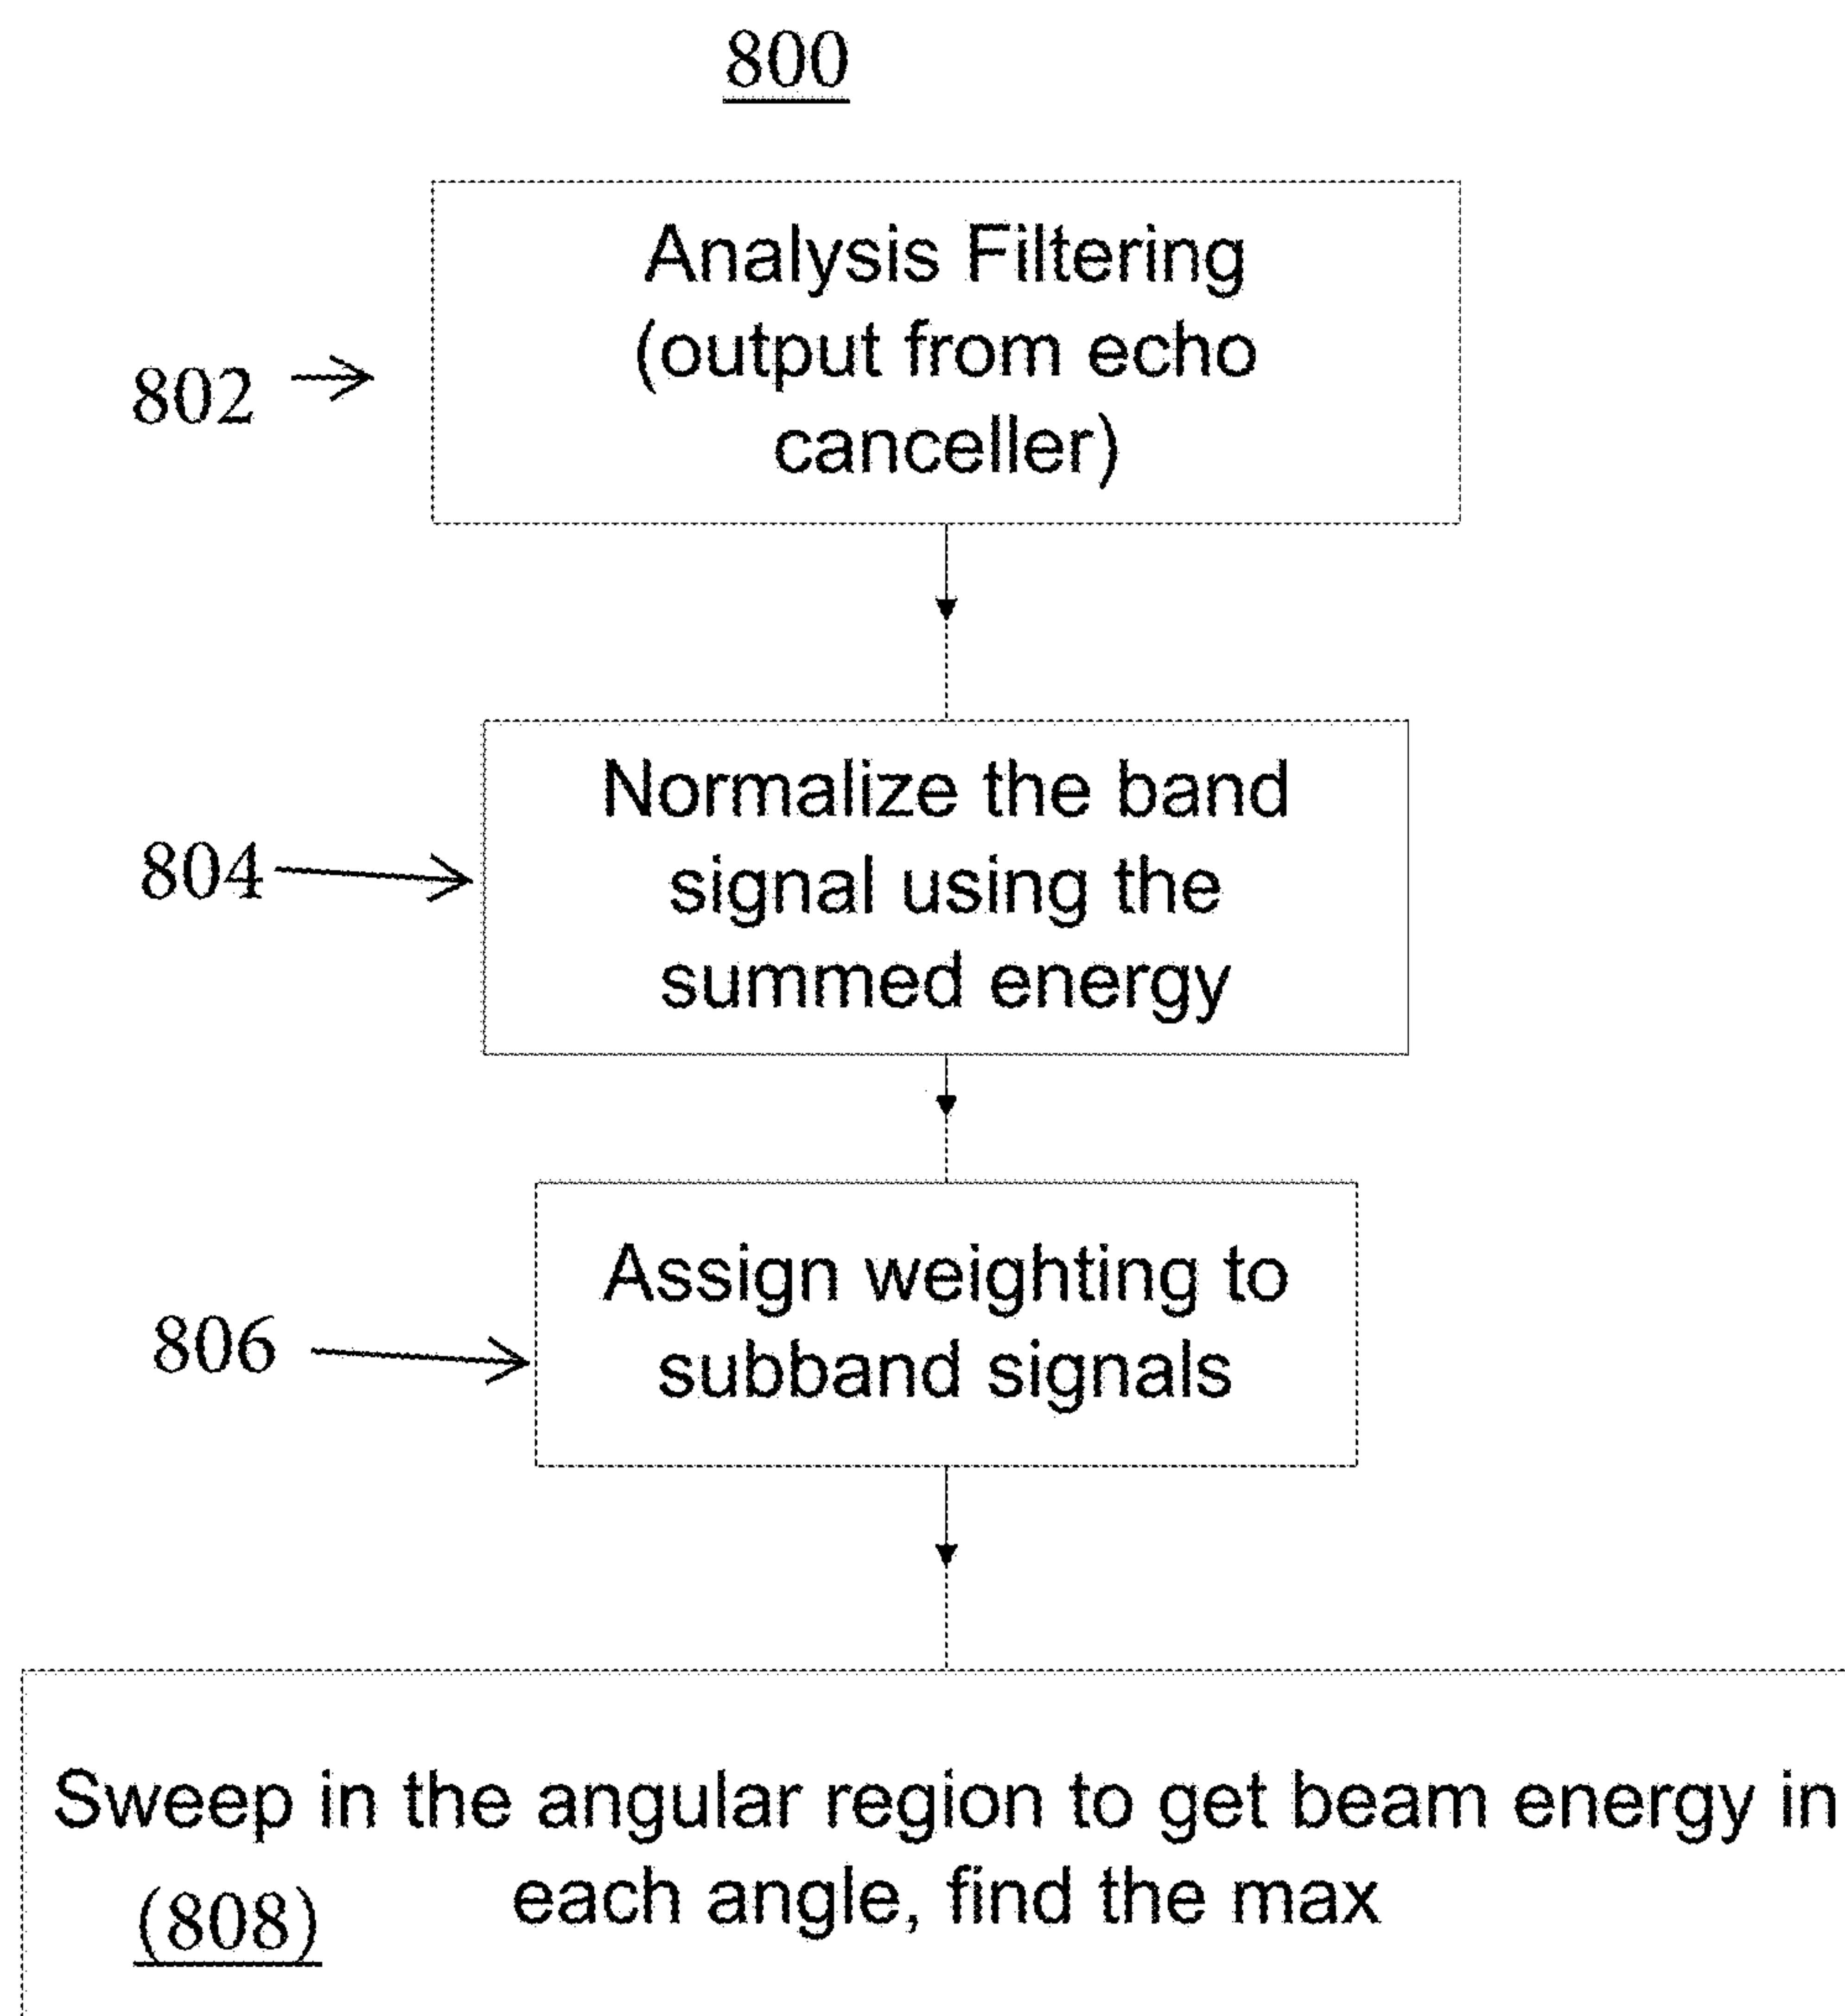 800
Analysis Filtering
(output from echo
canceller)
802
Normalize the band
signal using the
summed energy
804
Assign weighting to
subband signals
806
Sweep in the angular region to get beam energy in
each angle, find the max
(808)